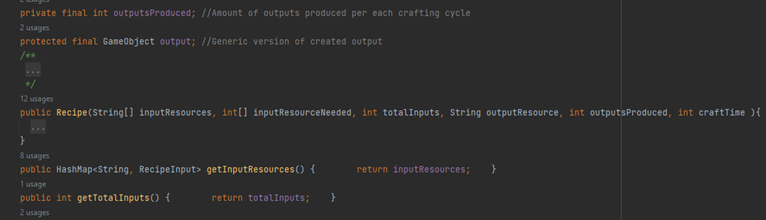 2 usages
private final int outputsProduced; //Amount of outputs produced per each crafting cycle
2 usages
protected final GameObject output; //Generic version of created output
/**
...
*/
12 usages
public Recipe(String[] inputResources, int[] inputResourceNeeded, int totalInputs, String outputResource, int outputsProduced, int craftTime ){
...
}
8 usages
public HashMap<String, RecipeInput> getInputResources() {        return inputResources;    }
1 usage
public int getTotalInputs() {        return totalInputs;    }
2 usages